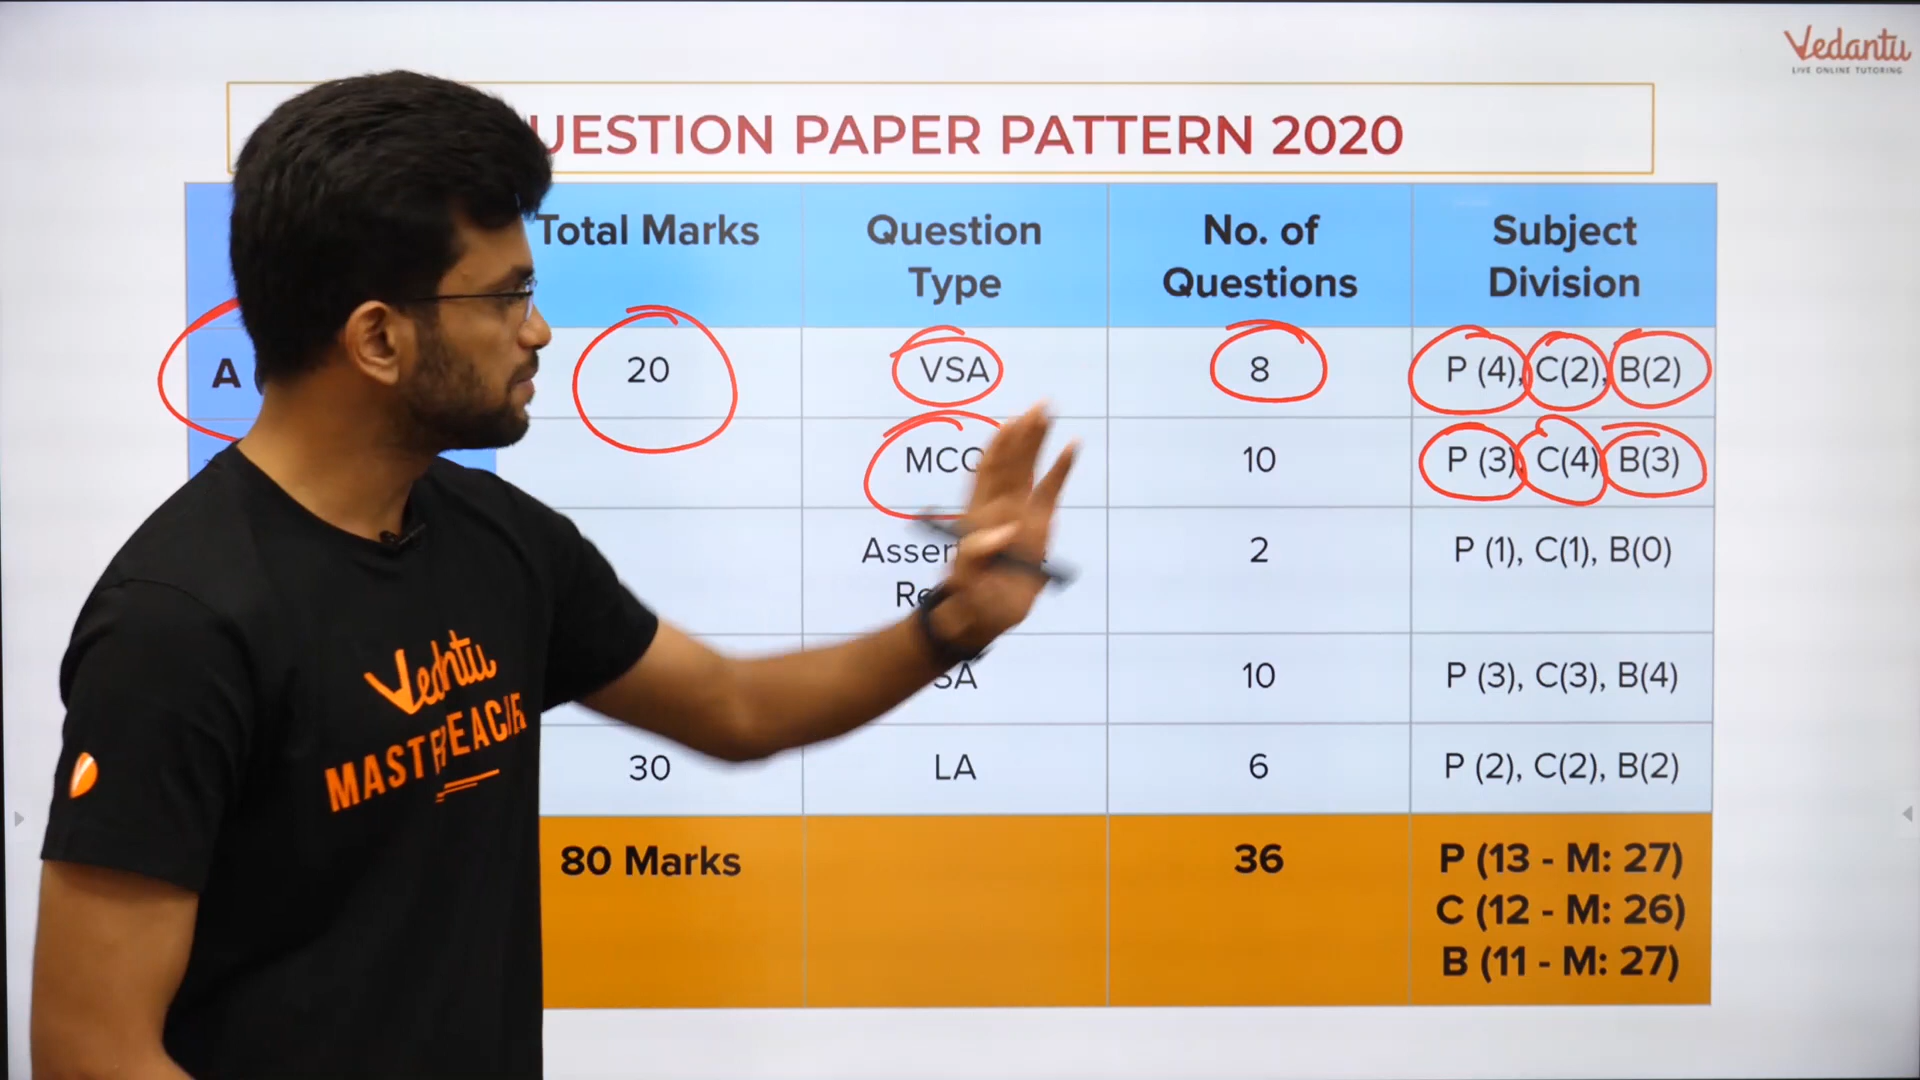 Vedantu
LIVE ONLINE TUTORING
UESTION PAPER PATTERN 2020
Total Marks
Question
Type
No. of
Questions
Subject
Division
A
20
VSA
8
P (4), C(2), B(2)
MCQ
10
P (3), C(4), B(3)
2
P (1), C(1), B(0)
SA
10
P (3), C(3), B(4)
30
LA
6
P (2), C(2), B(2)
80 Marks
36
P (13 - M: 27)
C (12 - M: 26)
B (11 - M: 27)
Vedantu
MASTER TEACHER